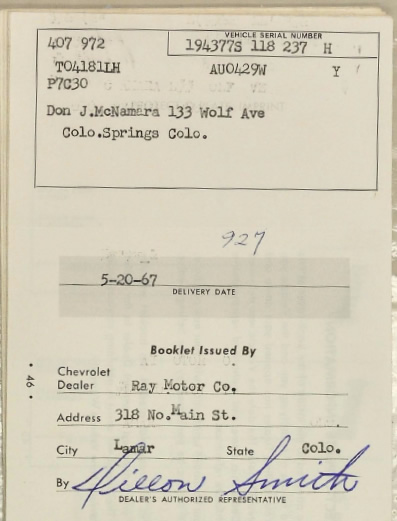 VEHICLE SERIAL NUMBER
407 972 194377S 118 237 H
TO4181LH AU0429W Y
P7C30
Don J.McNamara 133 Wolf Ave
Colo.Springs Colo.
927
5-20-67
DELIVERY DATE
Booklet Issued By
Chevrolet
Dealer Ray Motor Co.
Address 318 No.Main St.
City Lamar State Colo.
By Dillon Smith
DEALER'S AUTHORIZED REPRESENTATIVE
• 46 •